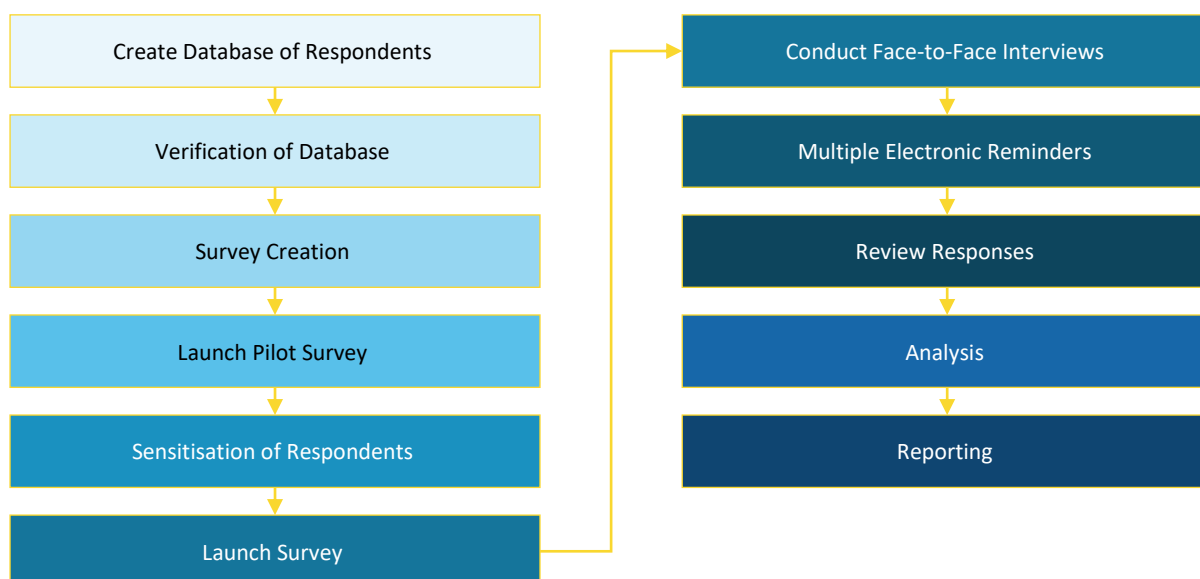 Create Database of Respondents
Verification of Database
Survey Creation
Launch Pilot Survey
Sensitisation of Respondents
Launch Survey
Conduct Face-to-Face Interviews
Multiple Electronic Reminders
Review Responses
Analysis
Reporting